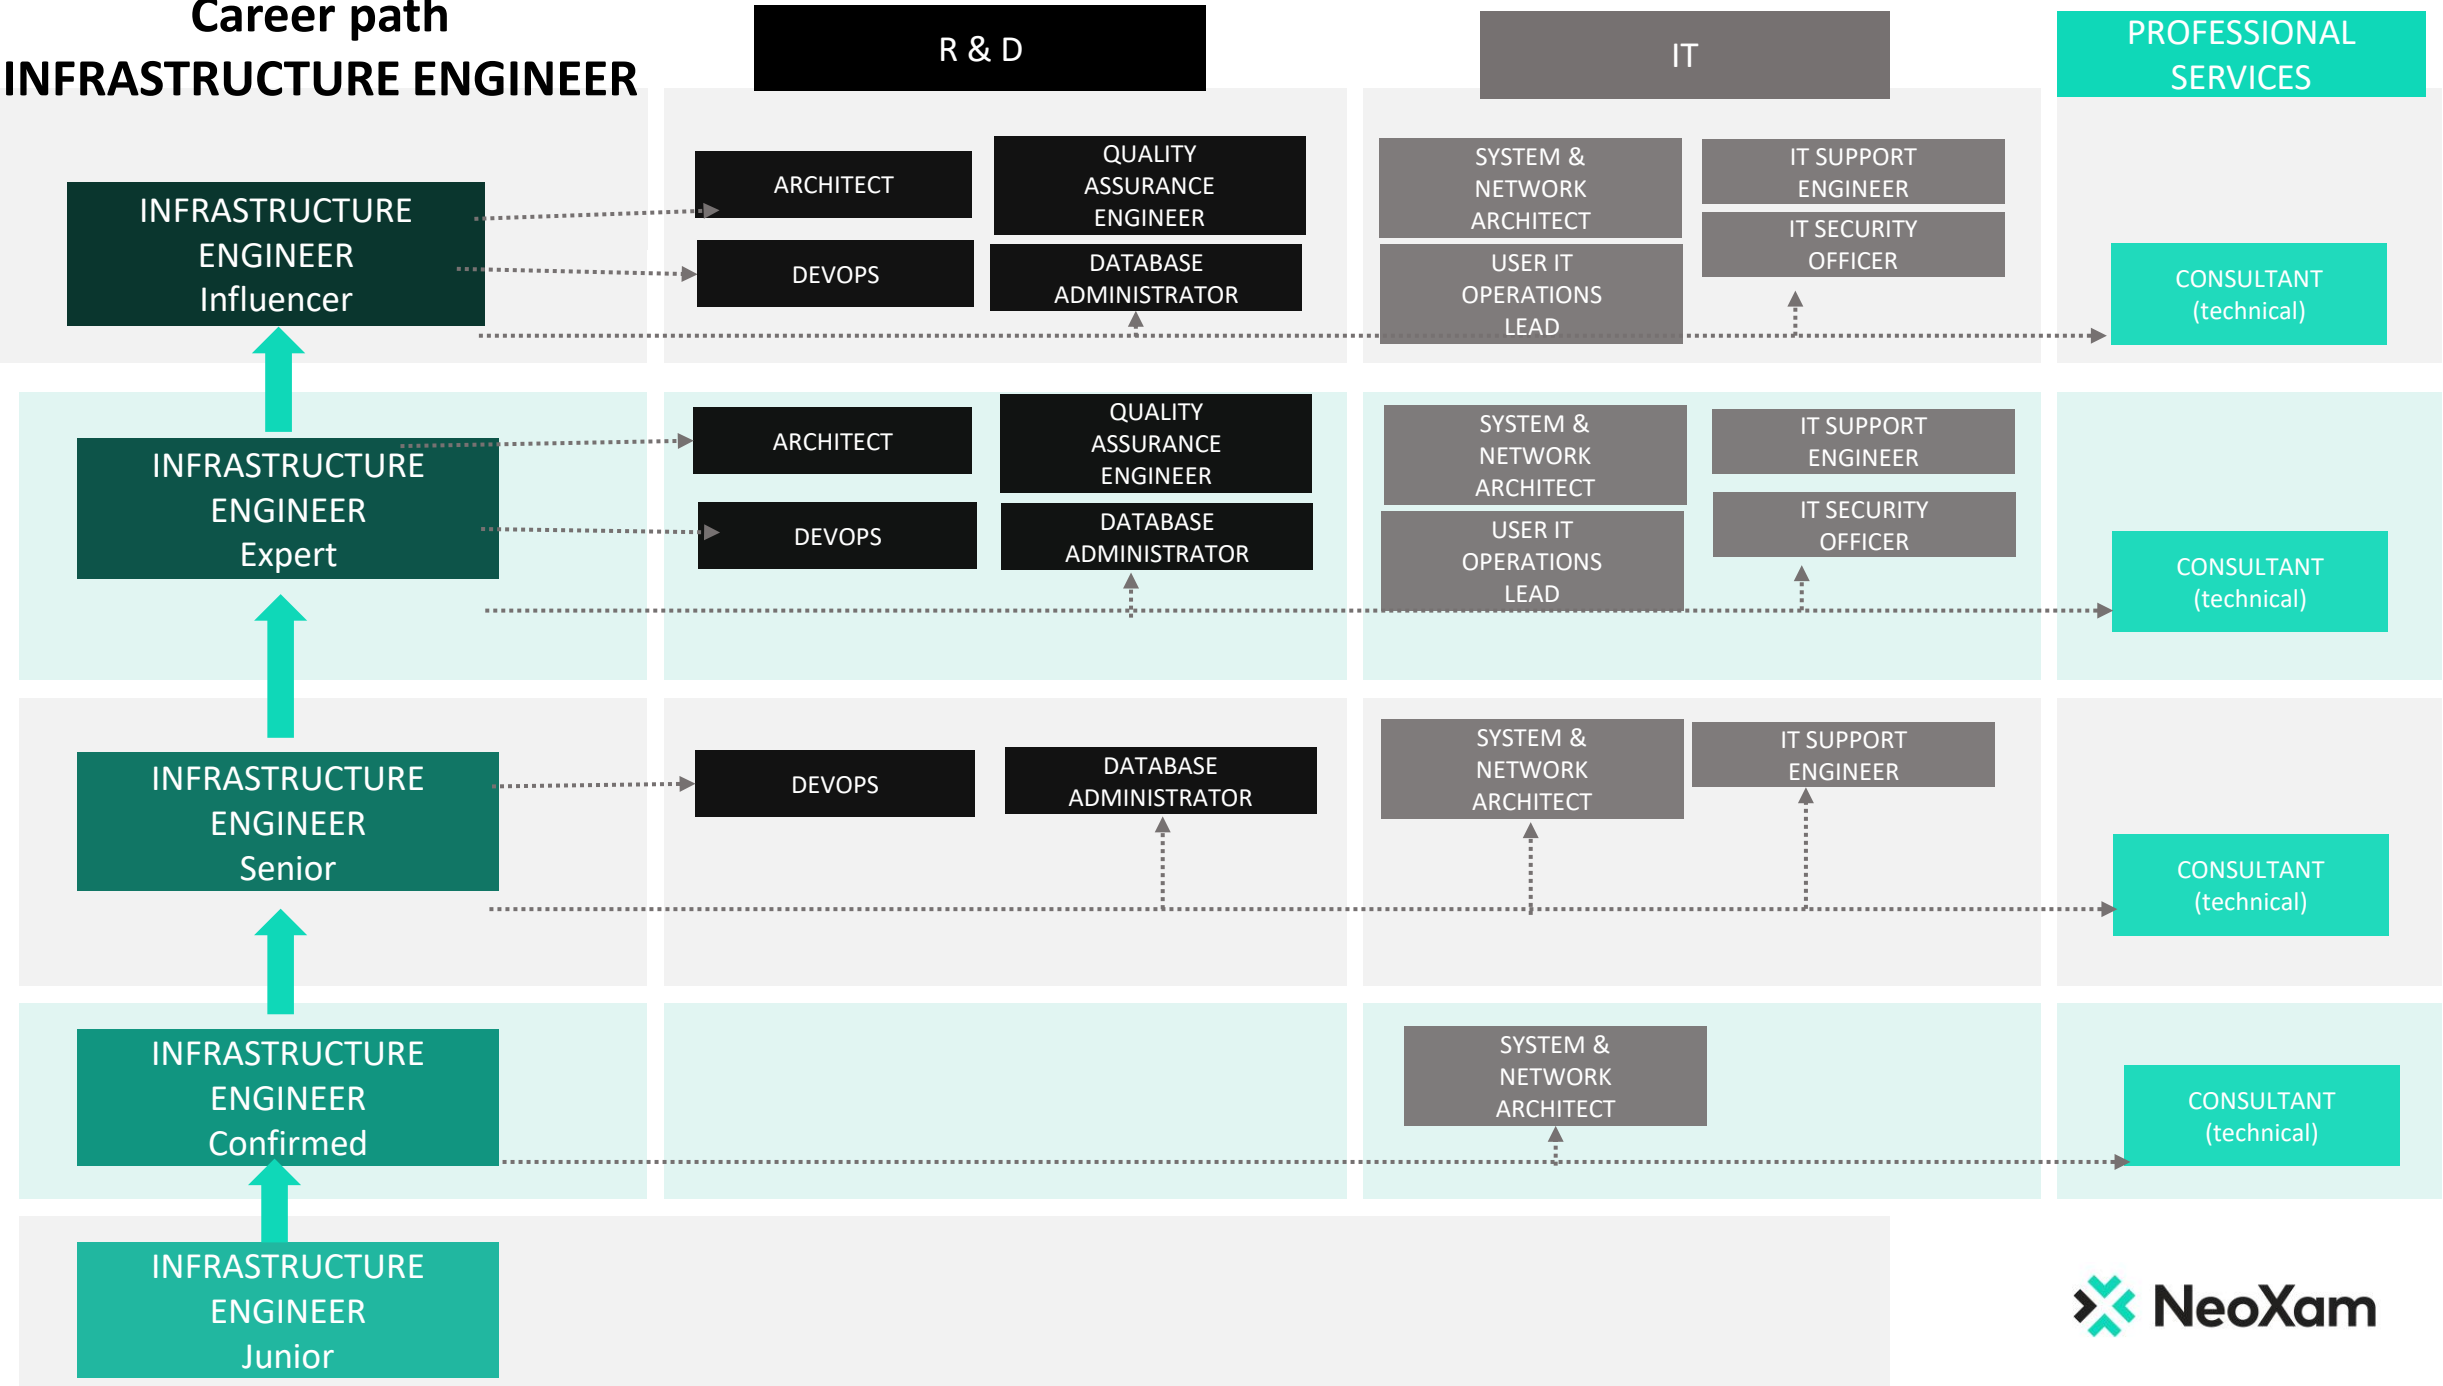 Career path
INFRASTRUCTURE ENGINEER
R & D
IT
PROFESSIONAL
SERVICES
INFRASTRUCTURE
ENGINEER
Influencer
ARCHITECT
QUALITY
ASSURANCE
ENGINEER
DEVOPS
DATABASE
ADMINISTRATOR
SYSTEM &
NETWORK
ARCHITECT
IT SUPPORT
ENGINEER
USER IT
OPERATIONS
LEAD
IT SECURITY
OFFICER
CONSULTANT
(technical)
INFRASTRUCTURE
ENGINEER
Expert
ARCHITECT
QUALITY
ASSURANCE
ENGINEER
DEVOPS
DATABASE
ADMINISTRATOR
SYSTEM &
NETWORK
ARCHITECT
IT SUPPORT
ENGINEER
USER IT
OPERATIONS
LEAD
IT SECURITY
OFFICER
CONSULTANT
(technical)
INFRASTRUCTURE
ENGINEER
Senior
DEVOPS
DATABASE
ADMINISTRATOR
SYSTEM &
NETWORK
ARCHITECT
IT SUPPORT
ENGINEER
CONSULTANT
(technical)
INFRASTRUCTURE
ENGINEER
Confirmed
SYSTEM &
NETWORK
ARCHITECT
CONSULTANT
(technical)
INFRASTRUCTURE
ENGINEER
Junior
NeoXam